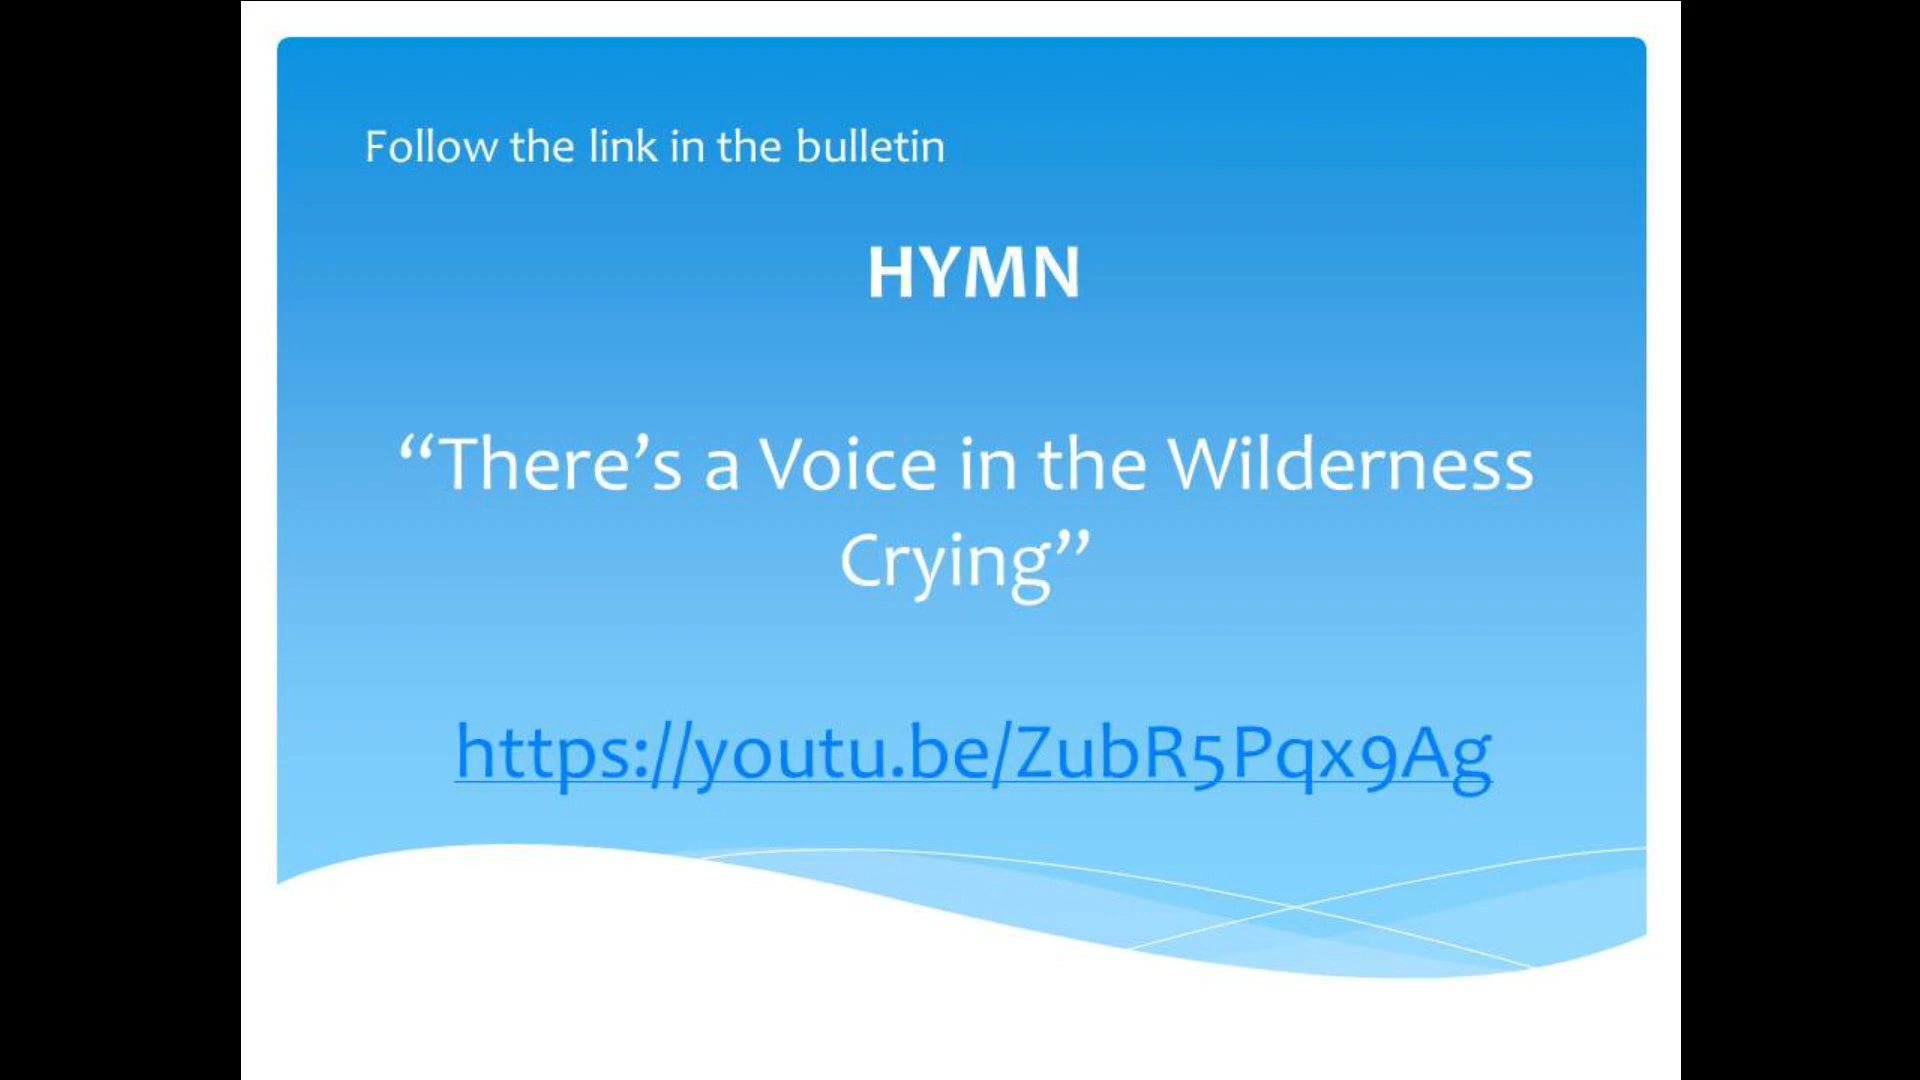 Follow the link in the bulletin
HYMN
“There’s a Voice in the Wilderness
Crying”
https://youtu.be/ZubR5Pqx9Ag